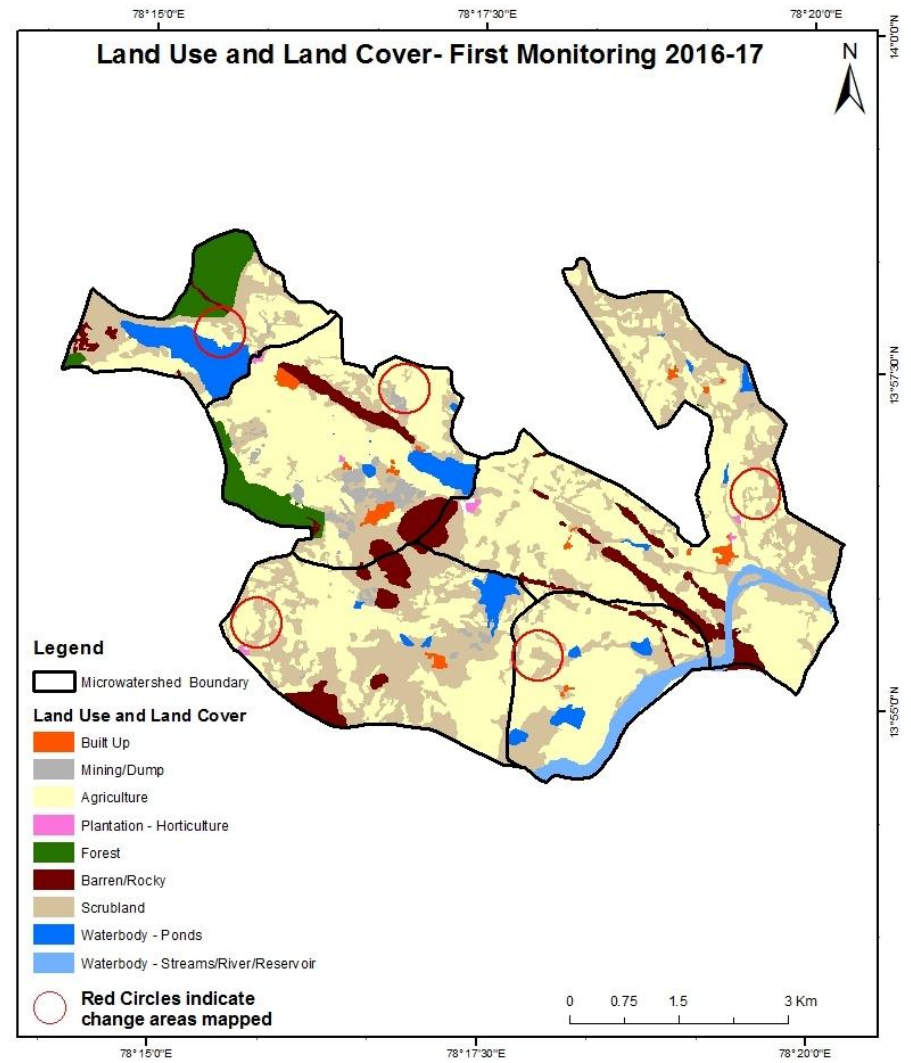 78°15'0"E 78°17'30"E 78°20'0"E
14°0'0"N
Land Use and Land Cover- First Monitoring 2016-17
N
13°57'30"N
13°55'0"N
Legend
Microwatershed Boundary
Land Use and Land Cover
Built Up
Mining/Dump
Agriculture
Plantation - Horticulture
Forest
Barren/Rocky
Scrubland
Waterbody - Ponds
Waterbody - Streams/River/Reservoir
Red Circles indicate
change areas mapped
0 0.75 1.5 3 Km
78°15'0"E 78°17'30"E 78°20'0"E